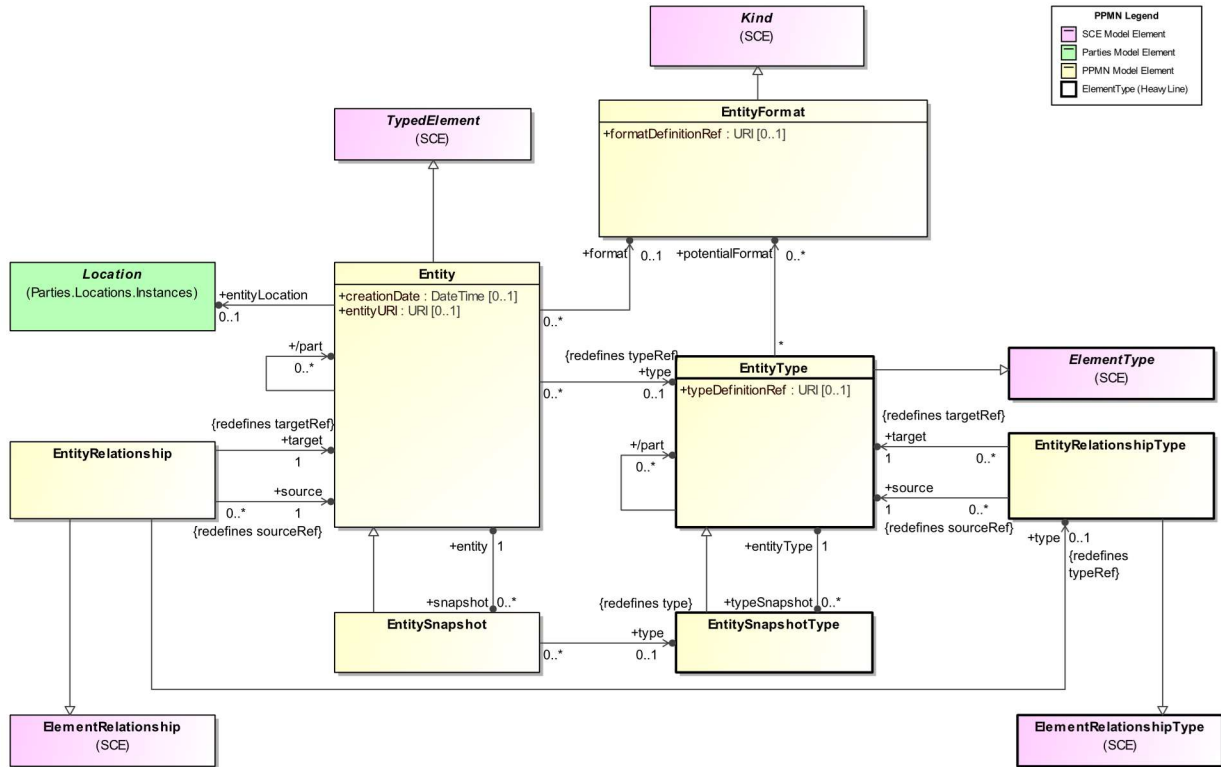 Kind
(SCE)
PPMN Legend
SCE Model Element
Parties Model Element
PPMN Model Element
ElementType (Heavy Line)
TypedElement
(SCE)
EntityFormat
+formatDefinitionRef : URI [0..1]
+format
0..1
+potentialFormat
0..*
Location
(Parties.Locations.Instances)
+entityLocation
0..1
Entity
+creationDate : DateTime [0..1]
+entityURI : URI [0..1]
0..*
+/part
0..*
*
{redefines typeRef}
+type
0..*
0..1
EntityType
+typeDefinitionRef : URI [0..1]
ElementType
(SCE)
{redefines targetRef}
+target
1
{redefines targetRef}
+target
1
0..*
+/part
0..*
EntityRelationship
EntityRelationshipType
+source
0..*
1
{redefines sourceRef}
+source
1
0..*
{redefines sourceRef}
+type
0..1
{redefines
typeRef}
+entity
1
+entityType
1
+snapshot
0..*
{redefines type}
+typeSnapshot
0..*
EntitySnapshot
+type
0..*
0..1
EntitySnapshotType
ElementRelationship
(SCE)
ElementRelationshipType
(SCE)